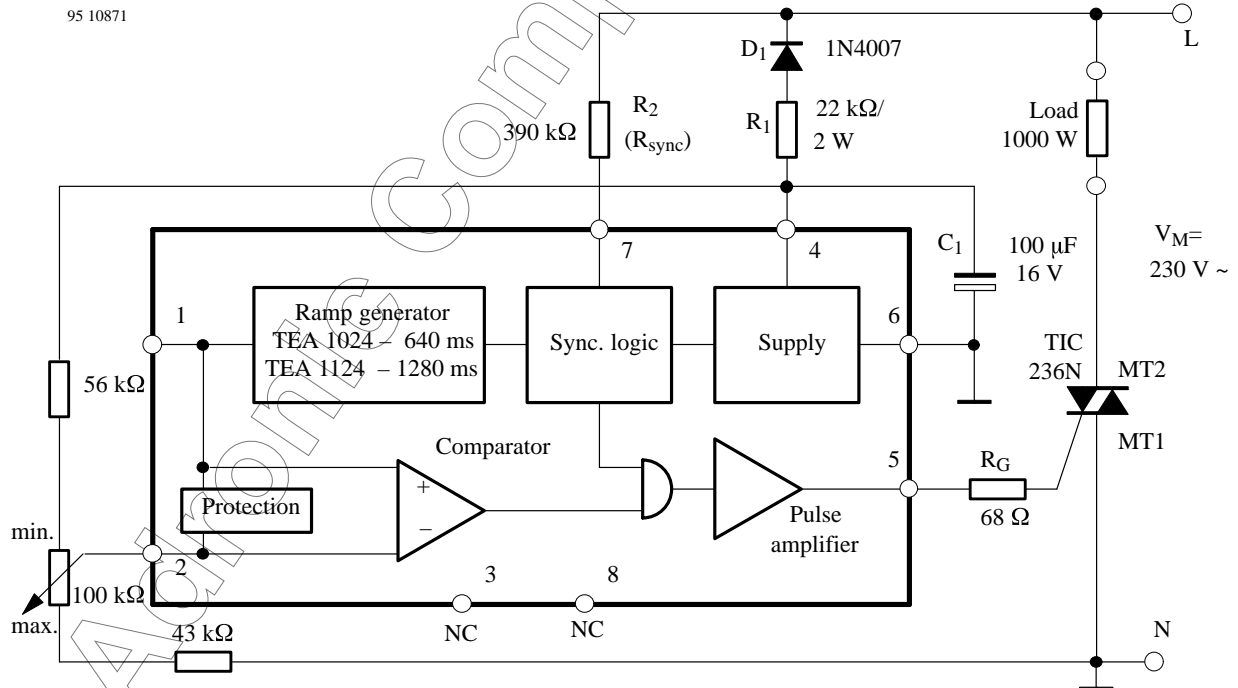 95 10871
L
D1
1N4007
R2
(Rsync)
390 kΩ
R1
22 kΩ/
2 W
Load
1000 W
7
4
C1
100 μF
16 V
VM=
230 V ~
1
Ramp generator
TEA 1024 – 640 ms
TEA 1124 – 1280 ms
Sync. logic
Supply
6
TIC
236N
MT2
MT1
56 kΩ
Comparator
+
–
Protection
5
RG
68 Ω
Pulse
amplifier
min.
2
100 kΩ
max.
3
8
NC
NC
43 kΩ
N
Adironic Comp